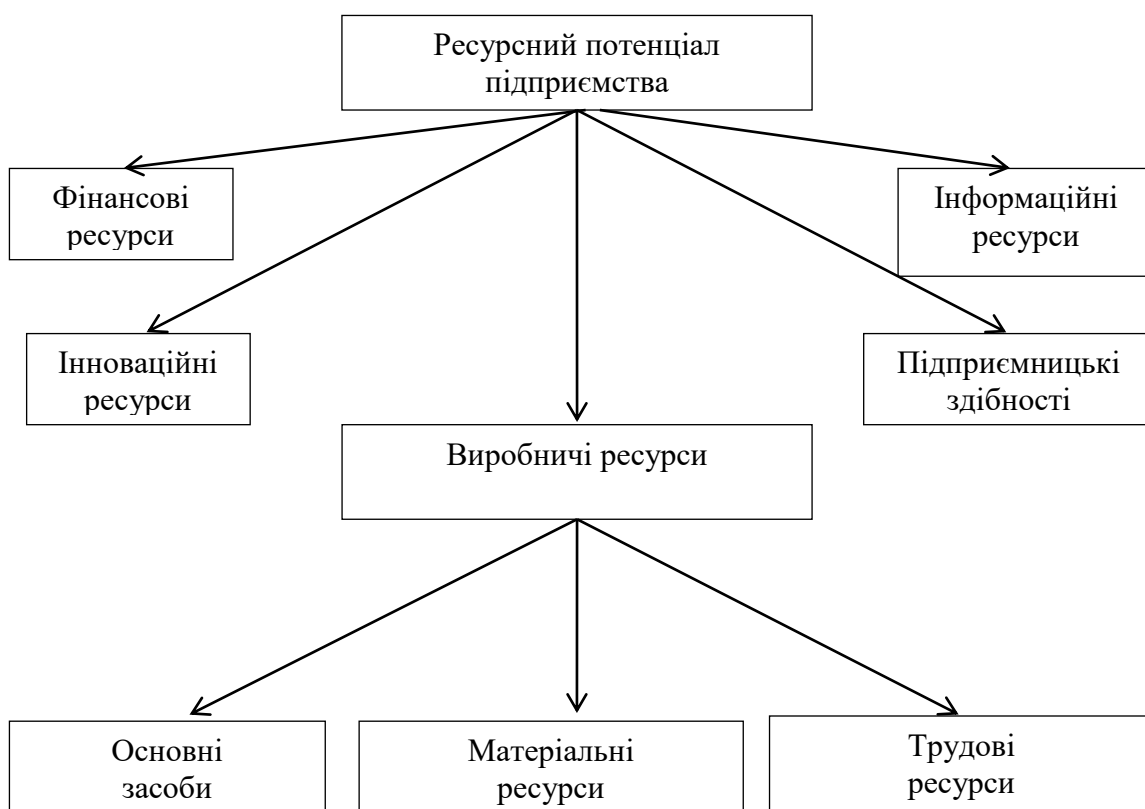 Ресурсний потенціал
підприємства
Фінансові
ресурси
Інформаційні
ресурси
Інноваційні
ресурси
Підприємницькі
здібності
Виробничі ресурси
Основні
засоби
Матеріальні
ресурси
Трудові
ресурси